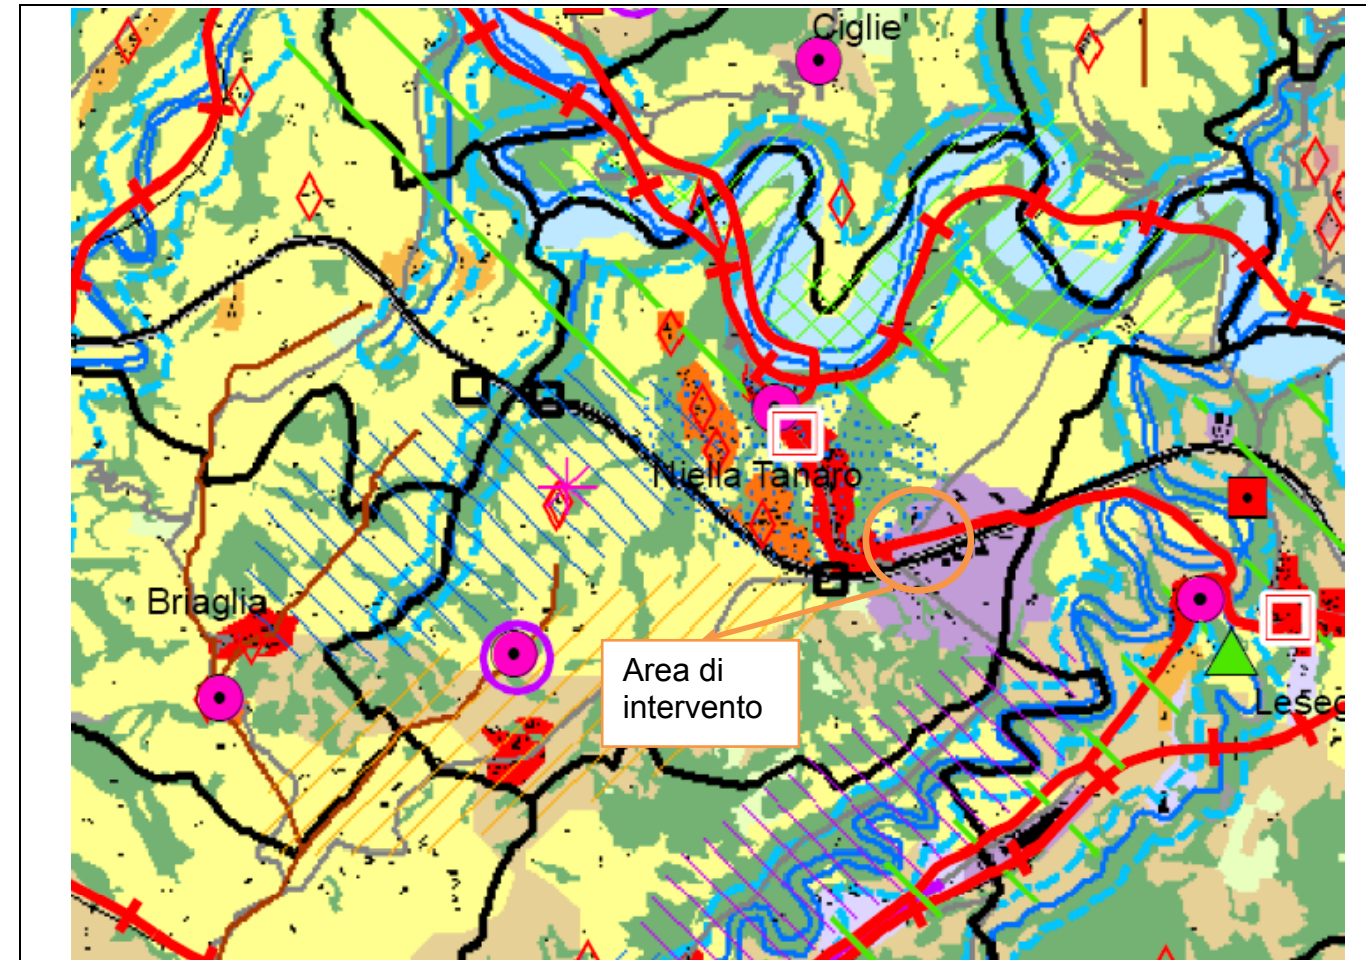 Ciglie'
Niella Tanaro
Briaglia
Area di
intervento
Leseg